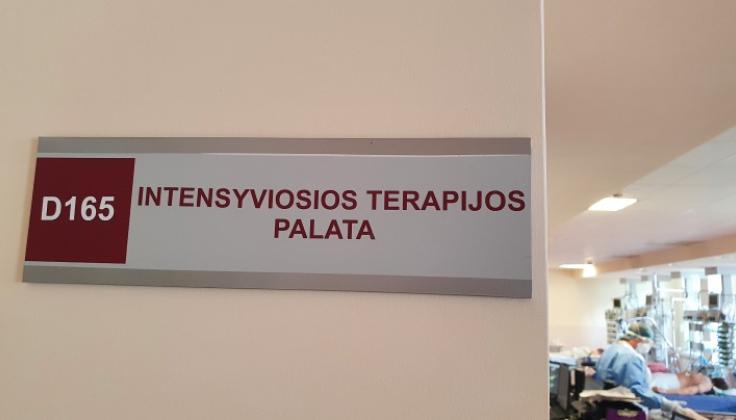 D165
INTENSYVIOSIOS TERAPIJOS
PALATA